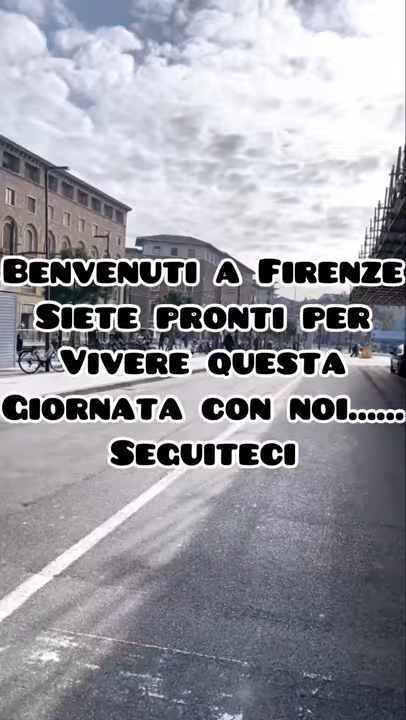 Benvenuti a Firenze
Siete pronti per
Vivere questa
Giornata con noi......
Seguiteci